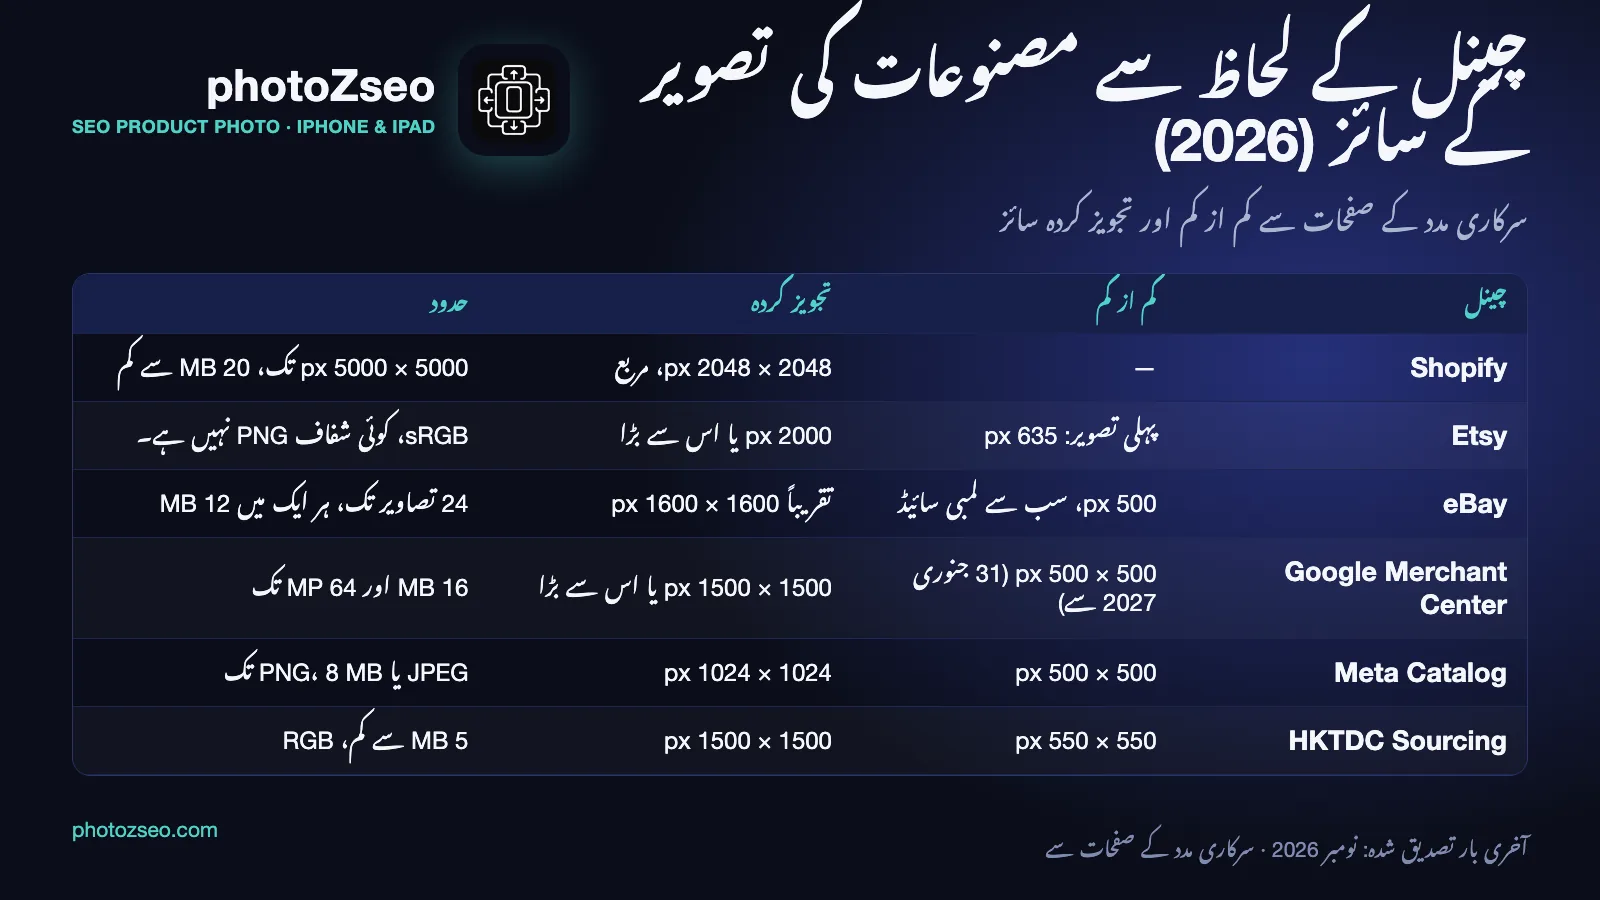 چینل کے لحاظ سے مصنوعات کی تصویر
کے سائز (2026)
photoZseo
SEO PRODUCT PHOTO · IPHONE & IPAD
سرکاری مدد کے صفحات سے کم از کم اور تجویز کردہ سائز
چینل
کم از کم
تجویز کردہ
حدود
Shopify
—
2048 × 2048 px، مربع
5000 × 5000 px تک، 20 MB سے کم
Etsy
پہلی تصویر: 635 px
2000 px یا اس سے بڑا
sRGB، کوئی شفاف PNG نہیں ہے۔
eBay
500 px، سب سے لمبی سائیڈ
تقریباً 1600 × 1600 px
24 تصاویر تک، ہر ایک میں 12 MB
Google Merchant
Center
500 × 500 px (31 جنوری
2027 سے)
1500 × 1500 px یا اس سے بڑا
16 MB اور 64 MP تک
Meta Catalog
500 × 500 px
1024 × 1024 px
JPEG یا PNG، 8 MB تک
HKTDC Sourcing
550 × 550 px
1500 × 1500 px
5 MB سے کم، RGB
آخری بار تصدیق شدہ: نومبر 2026 · سرکاری مدد کے صفحات سے
photozseo.com